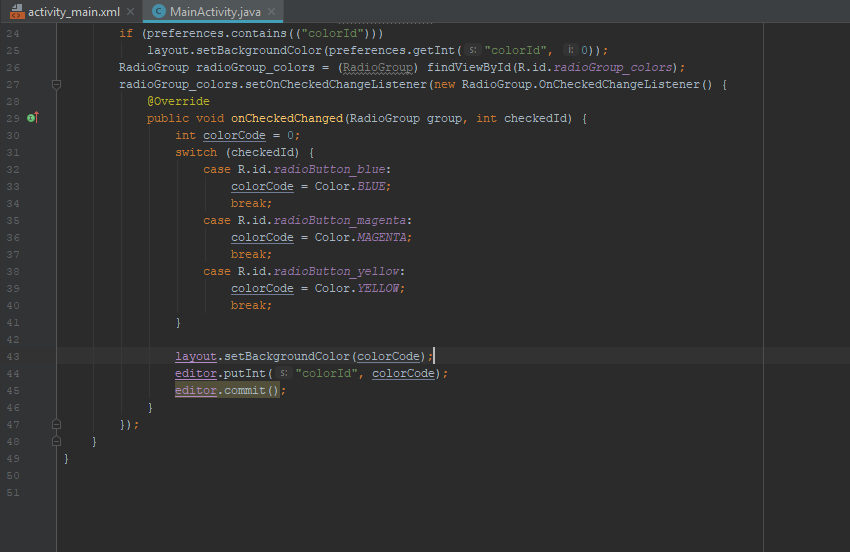 activity_main.xml × MainActivity.java ×
24 if (preferences.contains(("colorId")))
25 layout.setBackgroundColor(preferences.getInt( s: "colorId", i: 0));
26 RadioGroup radioGroup_colors = (RadioGroup) findViewById(R.id.radioGroup_colors);
27 radioGroup_colors.setOnCheckedChangeListener(new RadioGroup.OnCheckedChangeListener() {
28 @Override
29 public void onCheckedChanged(RadioGroup group, int checkedId) {
30 int colorCode = 0;
31 switch (checkedId) {
32 case R.id.radioButton_blue:
33 colorCode = Color.BLUE;
34 break;
35 case R.id.radioButton_magenta:
36 colorCode = Color.MAGENTA;
37 break;
38 case R.id.radioButton_yellow:
39 colorCode = Color.YELLOW;
40 break;
41 }
42
43 layout.setBackgroundColor(colorCode);
44 editor.putInt( s: "colorId", colorCode);
45 editor.commit();
46 }
47 });
48 }
49 }
50
51